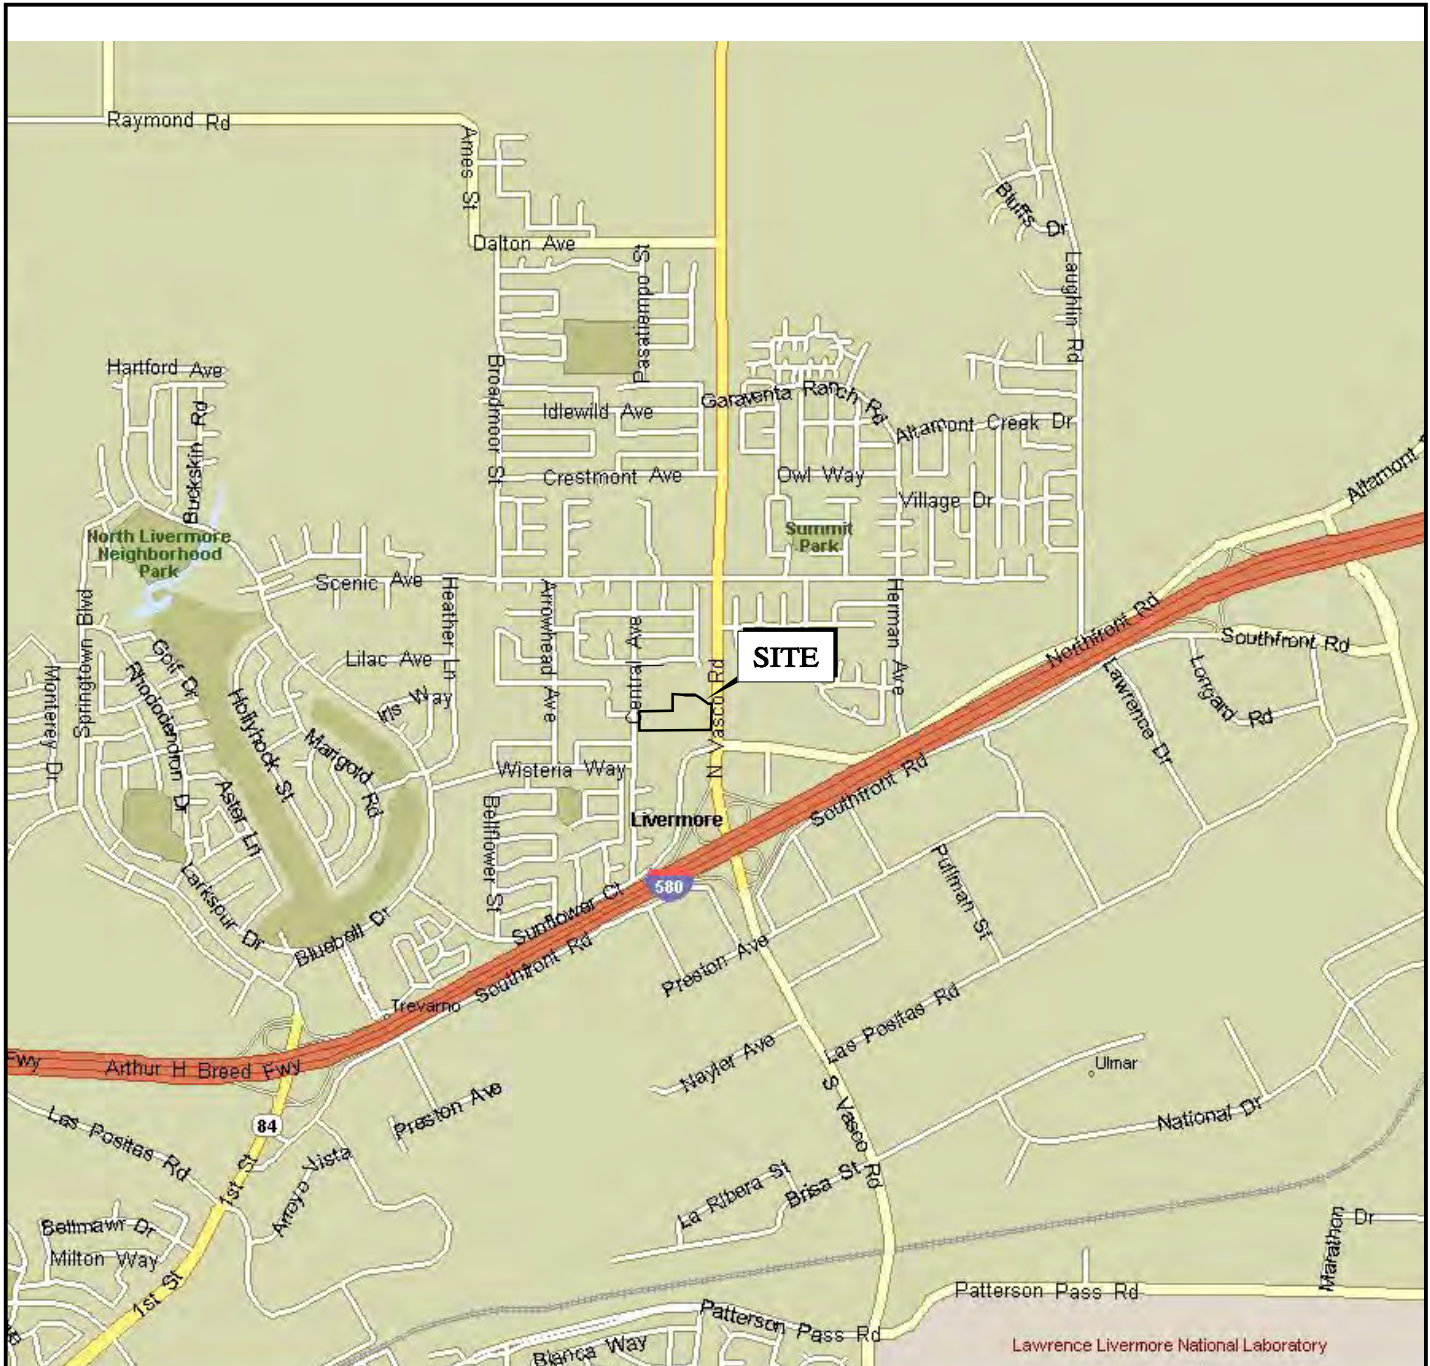 Raymond Rd
Ames St
Dalton Ave
Bluffs Dr
Laughlin Rd
Pasatiempo St
Hartford Ave
Broadmoor St
Garaventa Ranch Rd
Idlewild Ave
Buckskin Rd
Altamont Creek Dr
Altamont
Crestmont Ave
Owl Way
Village Dr
North Livermore
Neighborhood
Park
Summit
Park
Scenic Ave
Heather Ln
Arrowhead Ave
Central Ave
Herman Ave
Northfront Rd
Southfront Rd
Springtown Blvd
Monterey Dr
Golf Dr
Rhododendron Dr
Lilac Ave
SITE
N Vasco Rd
Lawrence Dr
Longard Rd
Hollyhock St
Iris Way
Marigold Rd
Aster Ln
Wisteria Way
Bellflower St
Livermore
Southfront Rd
580
Pullman St
Larkspur Dr
Bluebell Dr
Sunflower Ct
Southfront Rd
Preston Ave
Trevarno
Las Positas Rd
Fwy
Arthur H Breed Fwy
Nayler Ave
S Vasco Rd
Ulmar
National Dr
Preston Ave
84
Las Positas Rd
1st St
Arroyo Vista
La Ribera St
Brisa St
Bellmawr Dr
Milton Way
1st St
Marathon Dr
Patterson Pass Rd
Patterson Pass Rd
Bianca Way
Lawrence Livermore National Laboratory